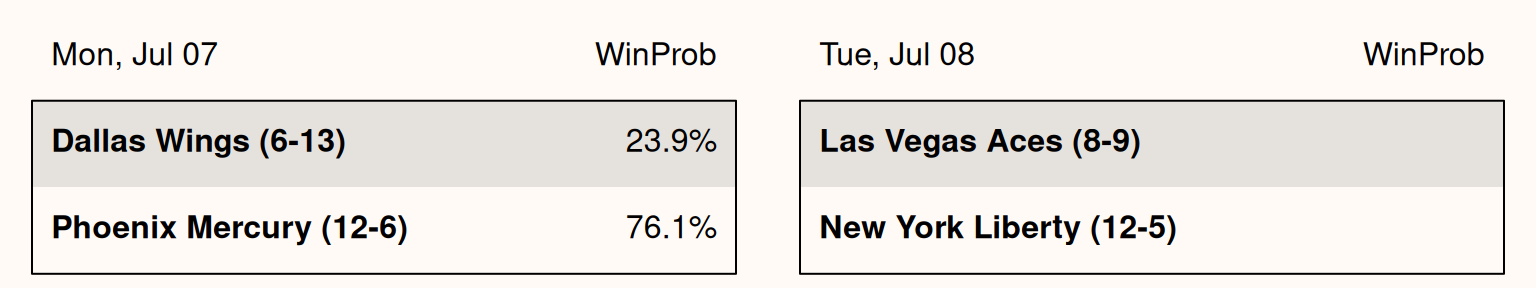 Mon, Jul 07 WinProb
Dallas Wings (6-13) 23.9%
Phoenix Mercury (12-6) 76.1%
Tue, Jul 08 WinProb
Las Vegas Aces (8-9)
New York Liberty (12-5)